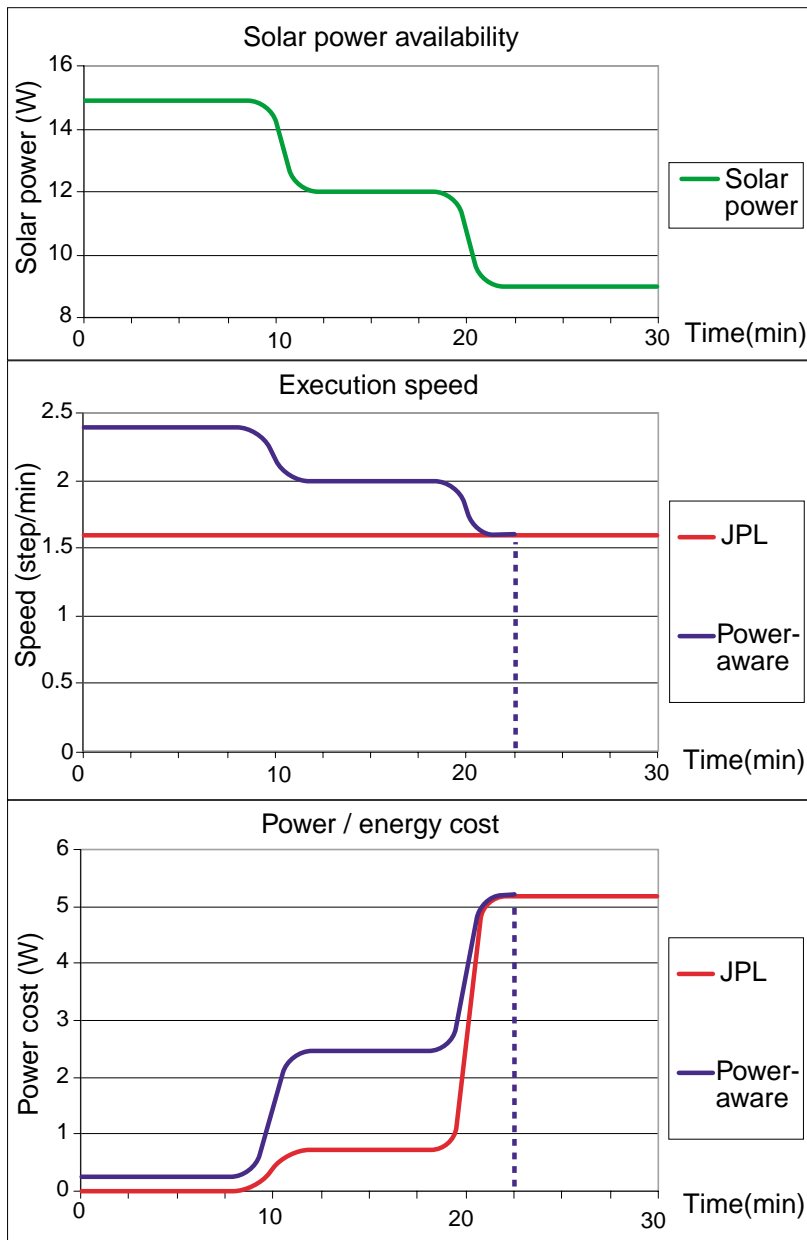 Solar power availability
16
14
12
10
8
Solar power (W)
0
10
20
30
Time(min)
Solar
power
Execution speed
2.5
2
1.5
1
0.5
0
Speed (step/min)
0
10
20
30
Time(min)
JPL
Power-
aware
Power / energy cost
6
5
4
3
2
1
0
Power cost (W)
0
10
20
30
Time(min)
JPL
Power-
aware